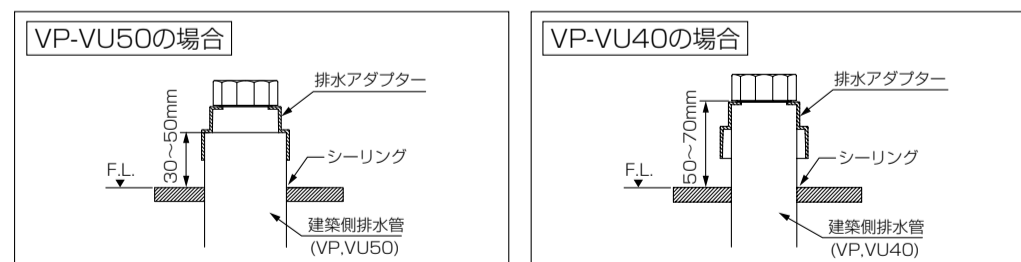 VP-VU50の場合
排水アダプター
30～50mm
シーリング
F.L.
建築側排水管
(VP,VU50)
VP-VU40の場合
排水アダプター
50～70mm
シーリング
F.L.
建築側排水管
(VP,VU40)